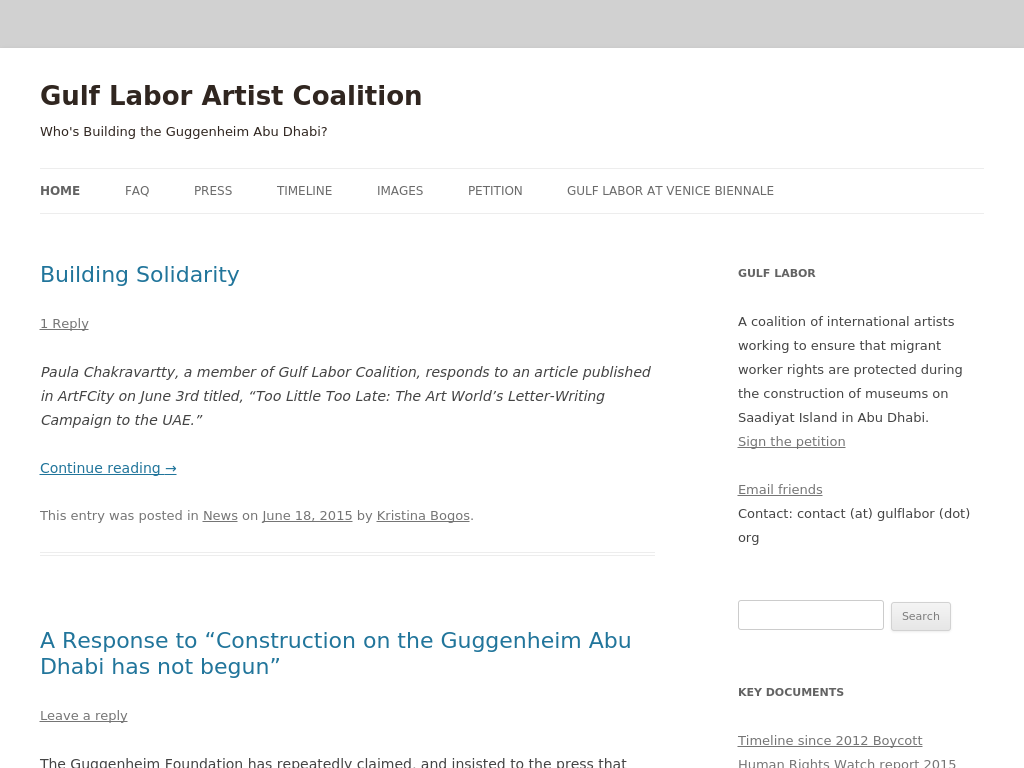 Gulf Labor Artist Coalition
Who's Building the Guggenheim Abu Dhabi?
HOME FAQ PRESS TIMELINE IMAGES PETITION GULF LABOR AT VENICE BIENNALE
Building Solidarity
1 Reply
Paula Chakravartty, a member of Gulf Labor Coalition, responds to an article published
in ArtFCity on June 3rd titled, “Too Little Too Late: The Art World’s Letter-Writing
Campaign to the UAE.”
Continue reading →
This entry was posted in News on June 18, 2015 by Kristina Bogos.
A Response to “Construction on the Guggenheim Abu
Dhabi has not begun”
Leave a reply
The Guggenheim Foundation has repeatedly claimed, and insisted to the press that
GULF LABOR
A coalition of international artists
working to ensure that migrant
worker rights are protected during
the construction of museums on
Saadiyat Island in Abu Dhabi.
Sign the petition
Email friends
Contact: contact (at) gulflabor (dot)
org
Search
KEY DOCUMENTS
Timeline since 2012 Boycott
Human Rights Watch report 2015